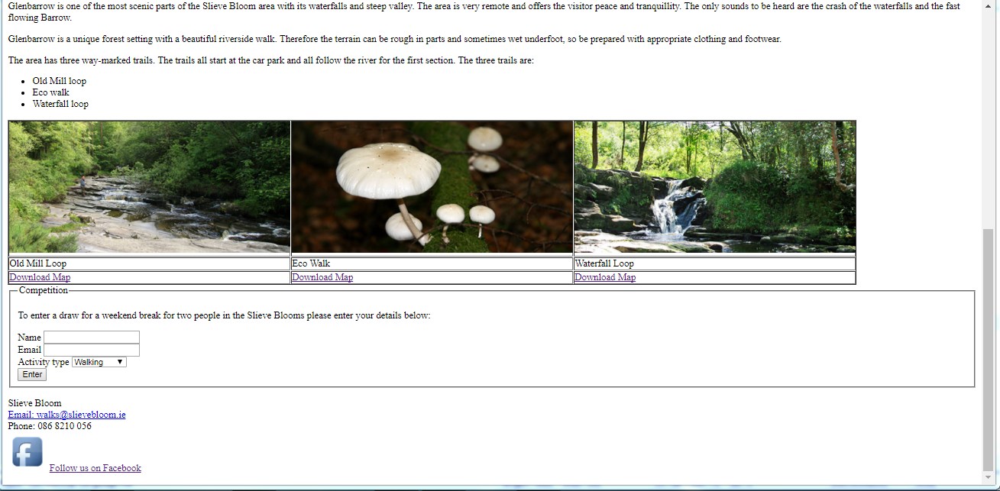 Glenbarrow is one of the most scenic parts of the Slieve Bloom area with its waterfalls and steep valley. The area is very remote and offers the visitor peace and tranquillity. The only sounds to be heard are the crash of the waterfalls and the fast
flowing Barrow.
Glenbarrow is a unique forest setting with a beautiful riverside walk. Therefore the terrain can be rough in parts and sometimes wet underfoot, so be prepared with appropriate clothing and footwear.
The area has three way-marked trails. The trails all start at the car park and all follow the river for the first section. The three trails are:
• Old Mill loop
• Eco walk
• Waterfall loop
Old Mill Loop Eco Walk Waterfall Loop
Download Map Download Map Download Map
Competition
To enter a draw for a weekend break for two people in the Slieve Blooms please enter your details below:
Name
Email
Activity type Walking
Enter
Slieve Bloom
Email: walks@slievebloom.ie
Phone: 086 8210 056
f Follow us on Facebook